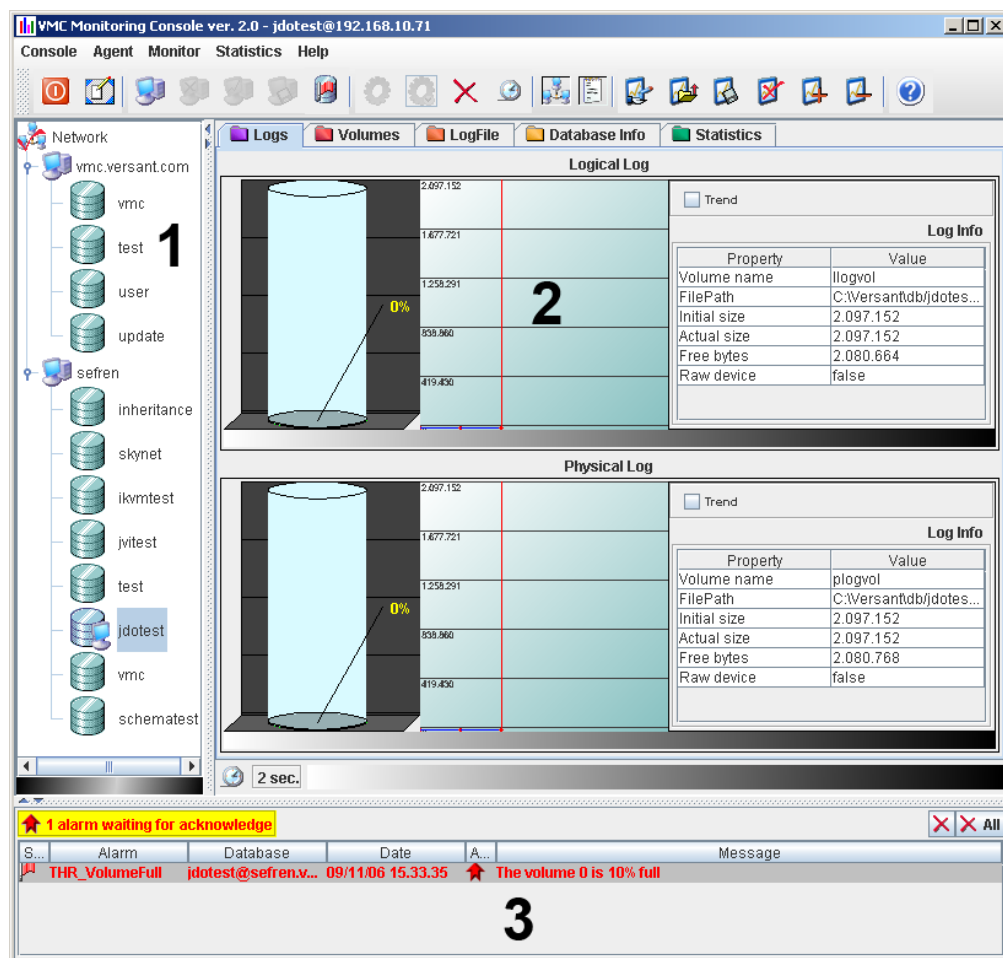 VMC Monitoring Console ver. 2.0 - jdotest@192.168.10.71
Console Agent Monitor Statistics Help
Network
vmc.versant.com
vmc
test
user
update
sefren
inheritance
skynet
ikvmtest
jvitest
test
jdotest
vmc
schematest
1
Logs Volumes LogFile Database Info Statistics
Logical Log
2.097.152
1.677.721
1.258.291
838.860
419.430
0%
2
Trend
Log Info
Property Value
Volume name llogvol
FilePath C:\Versant\db/jdotes...
Initial size 2.097.152
Actual size 2.097.152
Free bytes 2.080.664
Raw device false
Physical Log
2.097.152
1.677.721
1.258.291
838.860
419.430
0%
Trend
Log Info
Property Value
Volume name plogvol
FilePath C:\Versant\db/jdotes...
Initial size 2.097.152
Actual size 2.097.152
Free bytes 2.080.768
Raw device false
2 sec.
1 alarm waiting for acknowledge
All
S... Alarm Database Date A... Message
THR_VolumeFull jdotest@sefren.v... 09/11/06 15.33.35 The volume 0 is 10% full
3